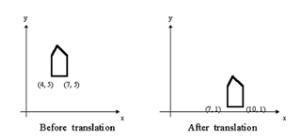 y
y
(4, 5) (7, 5)
(7, 1) (10, 1)
x
x
Before translation
After translation